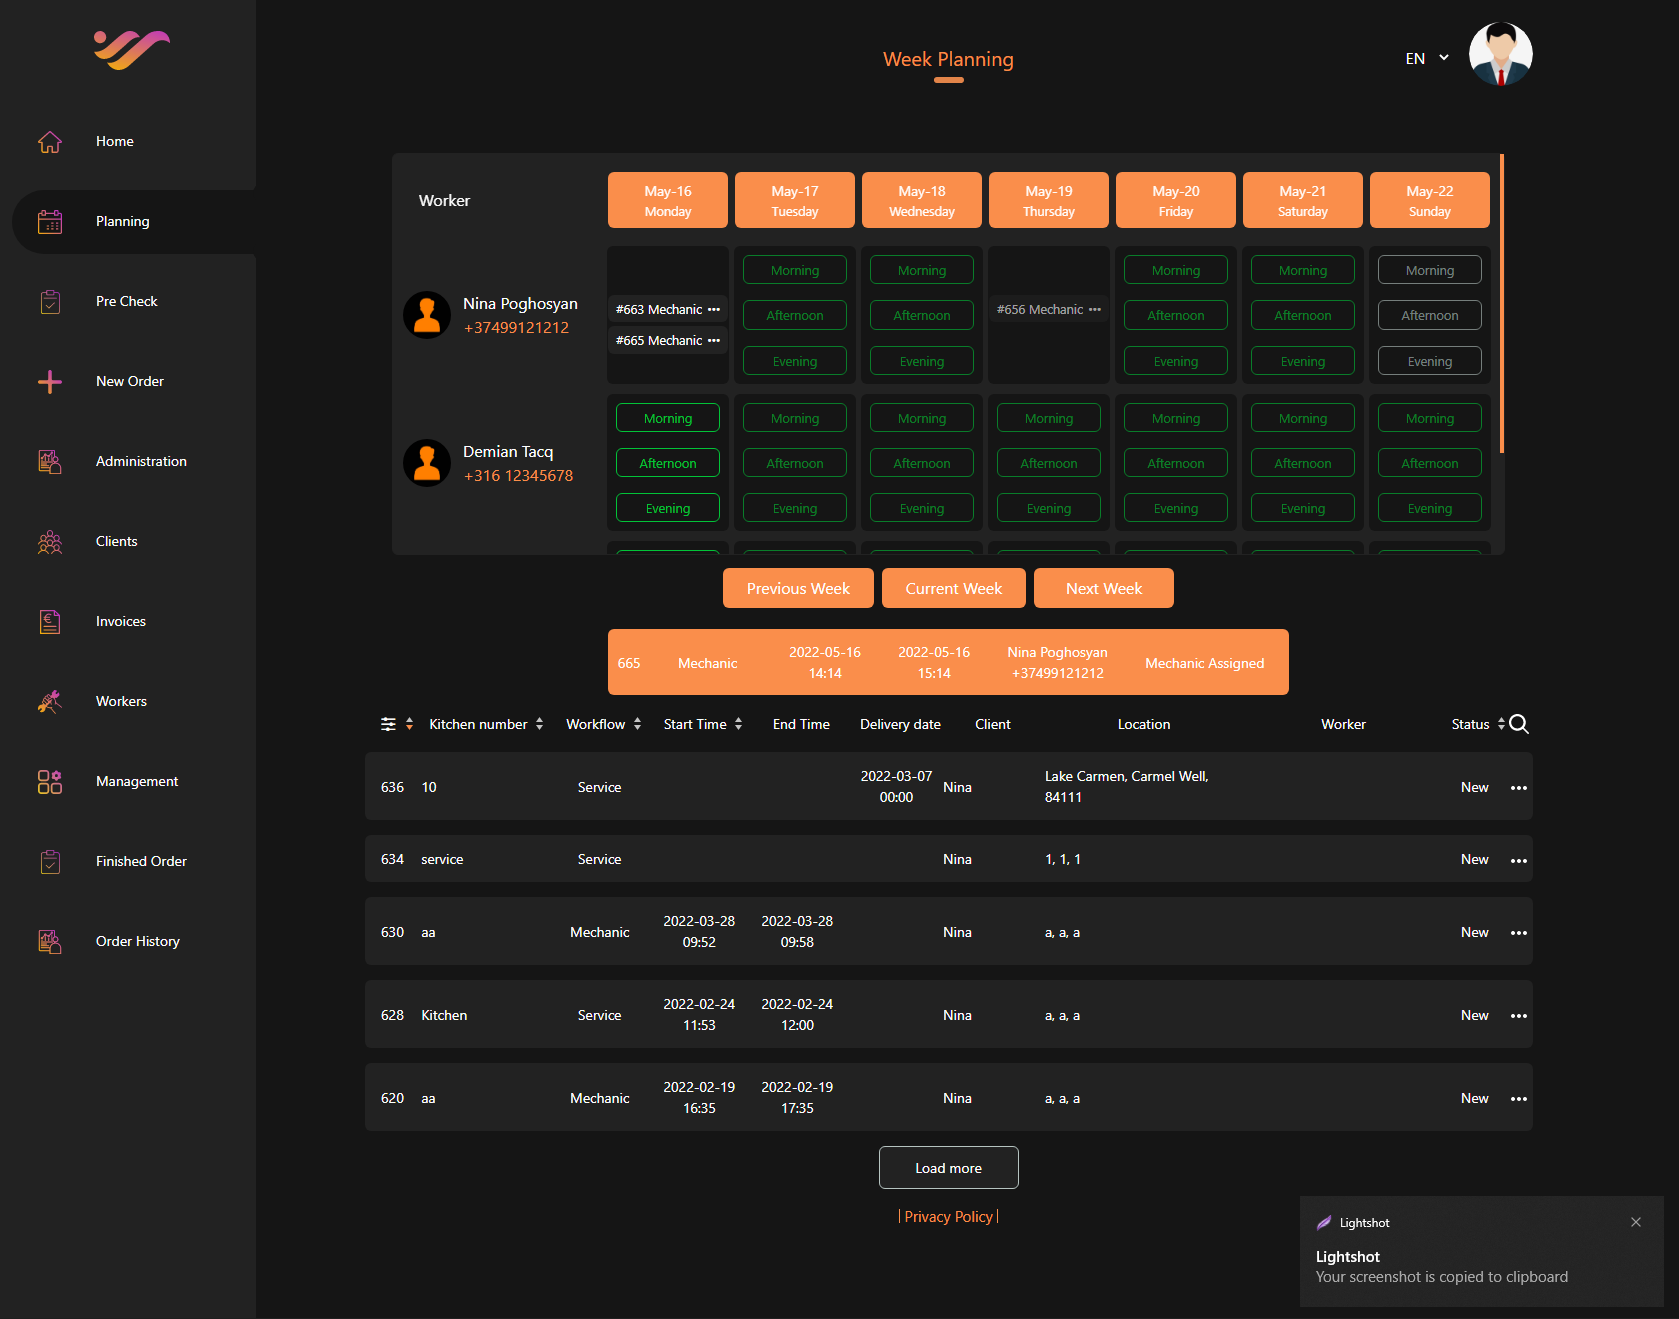 Week Planning
EN
Home
Planning
Pre Check
New Order
Administration
Clients
Invoices
Workers
Management
Finished Order
Order History
Worker
May-16 May-17 May-18 May-19 May-20 May-21 May-22
Monday Tuesday Wednesday Thursday Friday Saturday Sunday
Morning Morning Morning Morning Morning
Nina Poghosyan
+37499121212
#663 Mechanic ••• Afternoon Afternoon #656 Mechanic ••• Afternoon Afternoon Afternoon
#665 Mechanic •••
Evening Evening Evening Evening Evening
Morning Morning Morning Morning Morning Morning Morning
Demian Tacq
+316 12345678
Afternoon Afternoon Afternoon Afternoon Afternoon Afternoon Afternoon
Evening Evening Evening Evening Evening Evening Evening
Previous Week Current Week Next Week
665 Mechanic 2022-05-16 2022-05-16 Nina Poghosyan Mechanic Assigned
14:14 15:14 +37499121212
Kitchen number Workflow Start Time End Time Delivery date Client Location Worker Status
636 10 Service 2022-03-07 Nina Lake Carmen, Carmel Well, New •••
00:00 84111
634 service Service Nina 1, 1, 1 New •••
630 aa Mechanic 2022-03-28 2022-03-28 Nina a, a, a New •••
09:52 09:58
628 Kitchen Service 2022-02-24 2022-02-24 Nina a, a, a New •••
11:53 12:00
620 aa Mechanic 2022-02-19 2022-02-19 Nina a, a, a New •••
16:35 17:35
Load more
| Privacy Policy |
Lightshot
Lightshot
Your screenshot is copied to clipboard